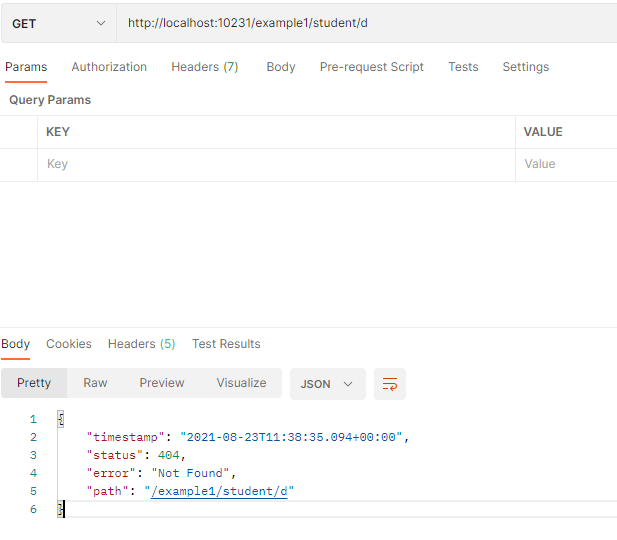 GET http://localhost:10231/example1/student/d
Params Authorization Headers (7) Body Pre-request Script Tests Settings
Query Params
KEY VALUE
Key Value
Body Cookies Headers (5) Test Results
Pretty Raw Preview Visualize JSON
1 {
2 "timestamp": "2021-08-23T11:38:35.094+00:00",
3 "status": 404,
4 "error": "Not Found",
5 "path": "/example1/student/d"
6 }